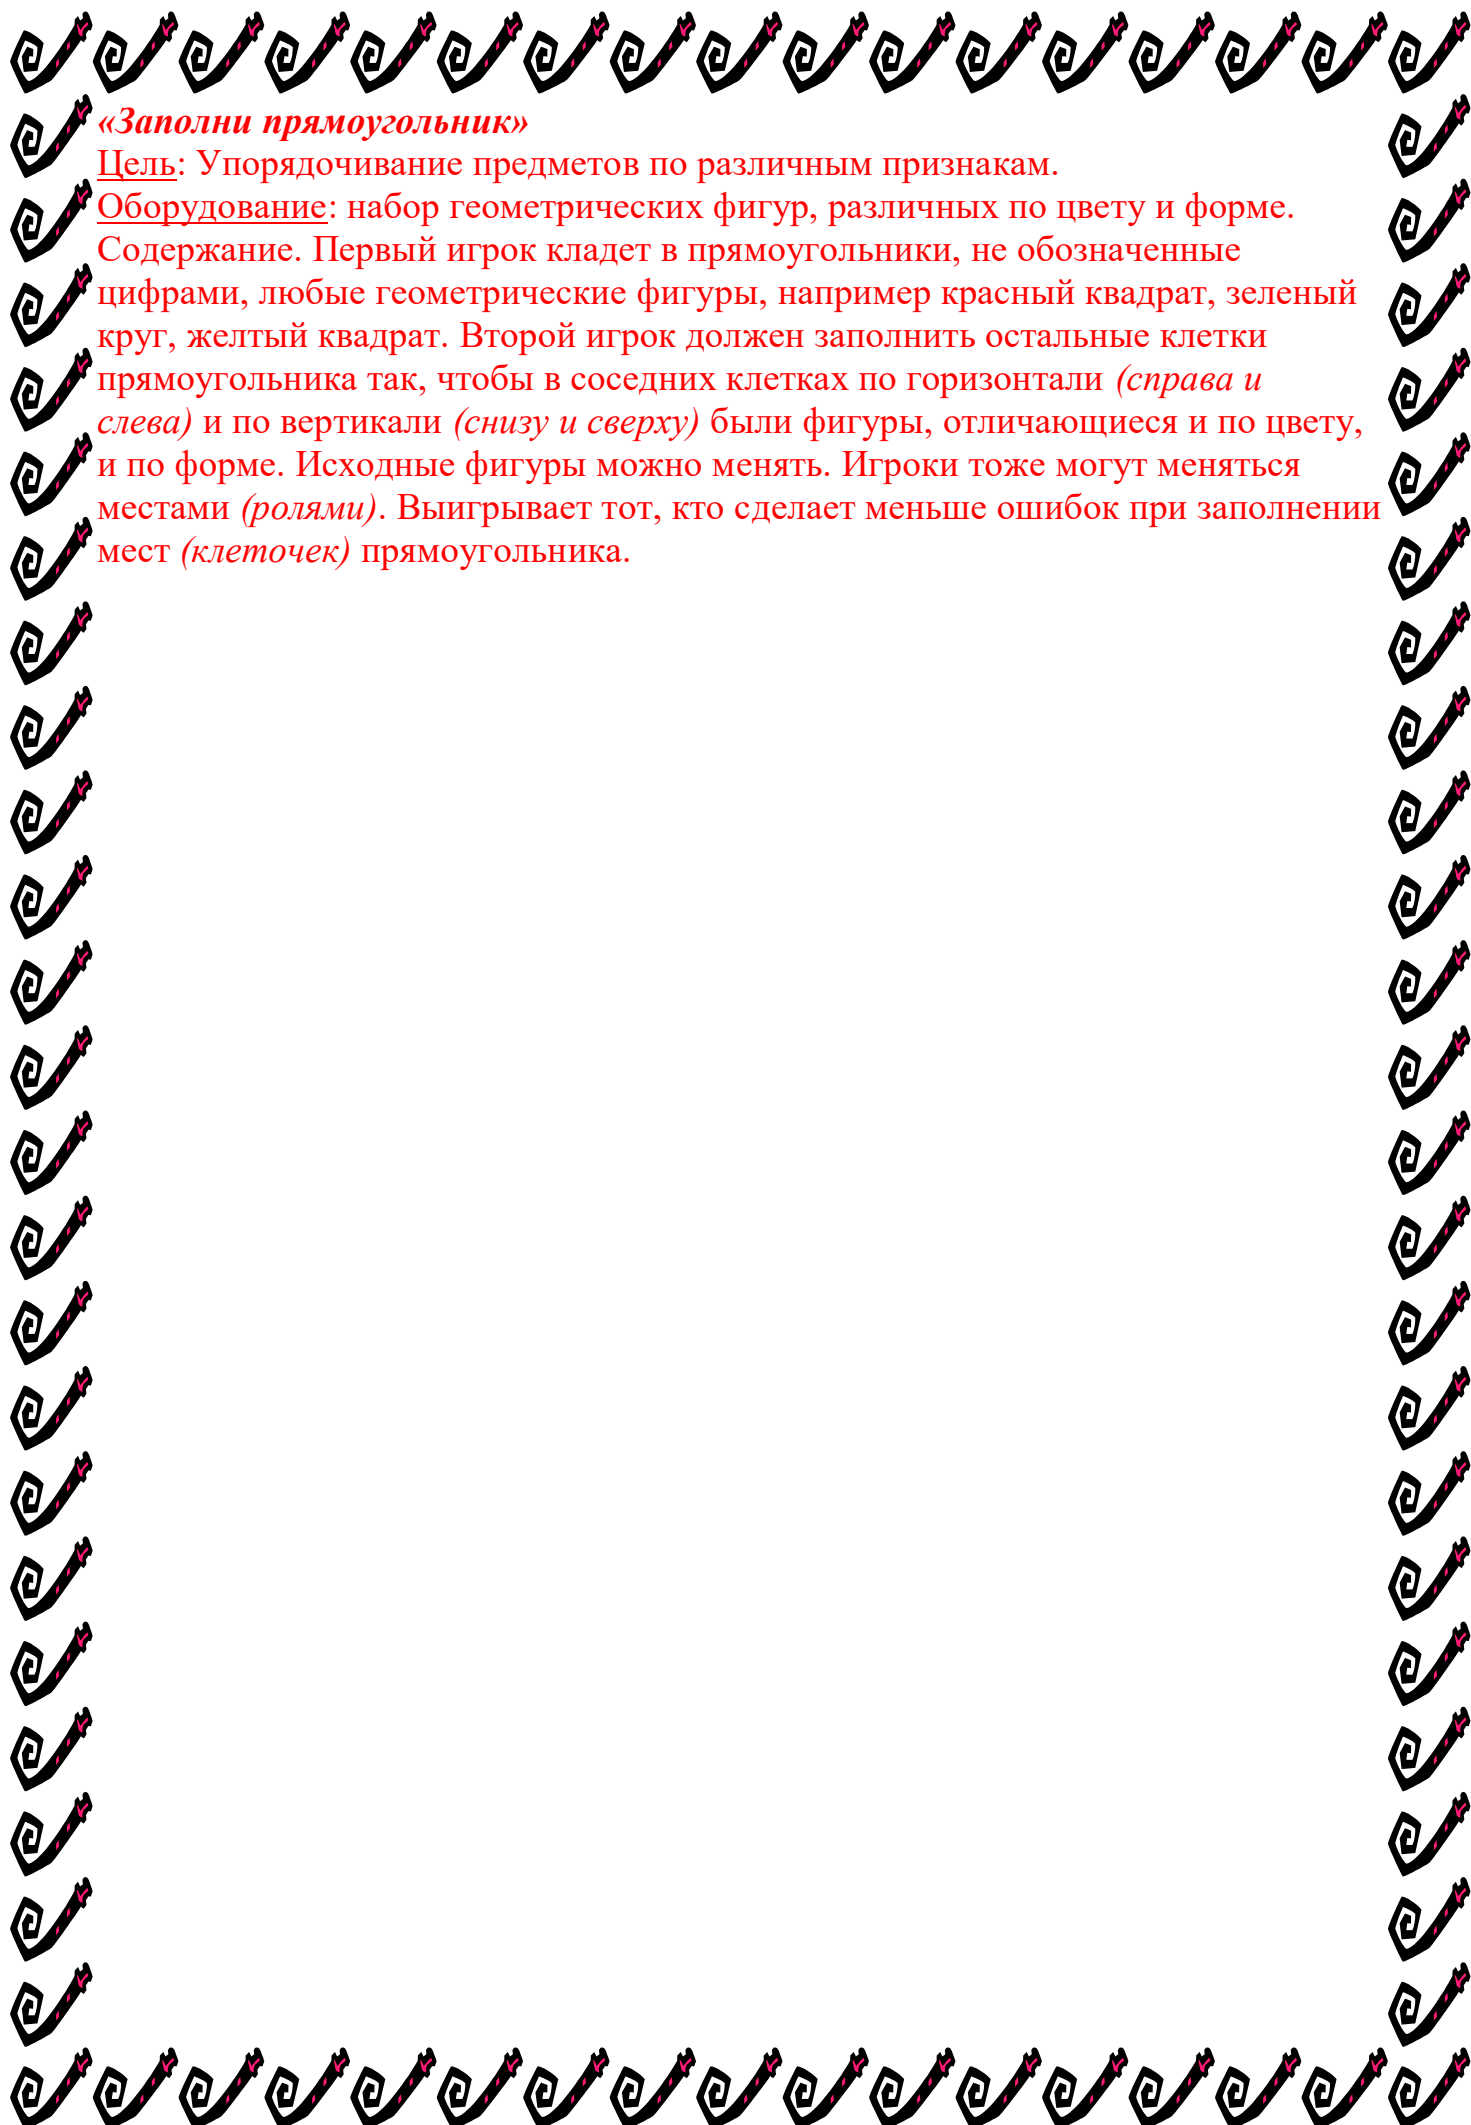 «Заполни прямоугольник»
Цель: Упорядочивание предметов по различным признакам.
Оборудование: набор геометрических фигур, различных по цвету и форме.
Содержание. Первый игрок кладет в прямоугольники, не обозначенные
цифрами, любые геометрические фигуры, например красный квадрат, зеленый
круг, желтый квадрат. Второй игрок должен заполнить остальные клетки
прямоугольника так, чтобы в соседних клетках по горизонтали (справа и
слева) и по вертикали (снизу и сверху) были фигуры, отличающиеся и по цвету,
и по форме. Исходные фигуры можно менять. Игроки тоже могут меняться
местами (ролями). Выигрывает тот, кто сделает меньше ошибок при заполнении
мест (клеточек) прямоугольника.